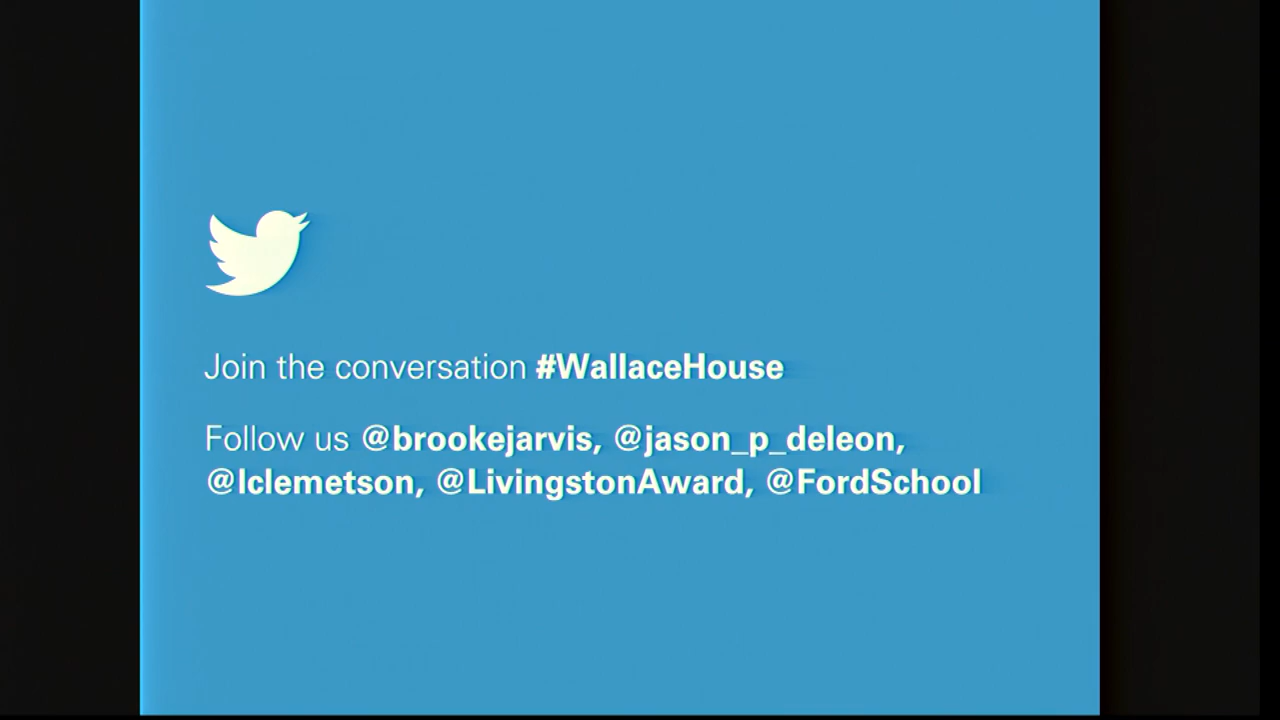 Join the conversation #WallaceHouse
Follow us @brookejarvis, @jason_p_deleon,
@lclemetson, @LivingstonAward, @FordSchool